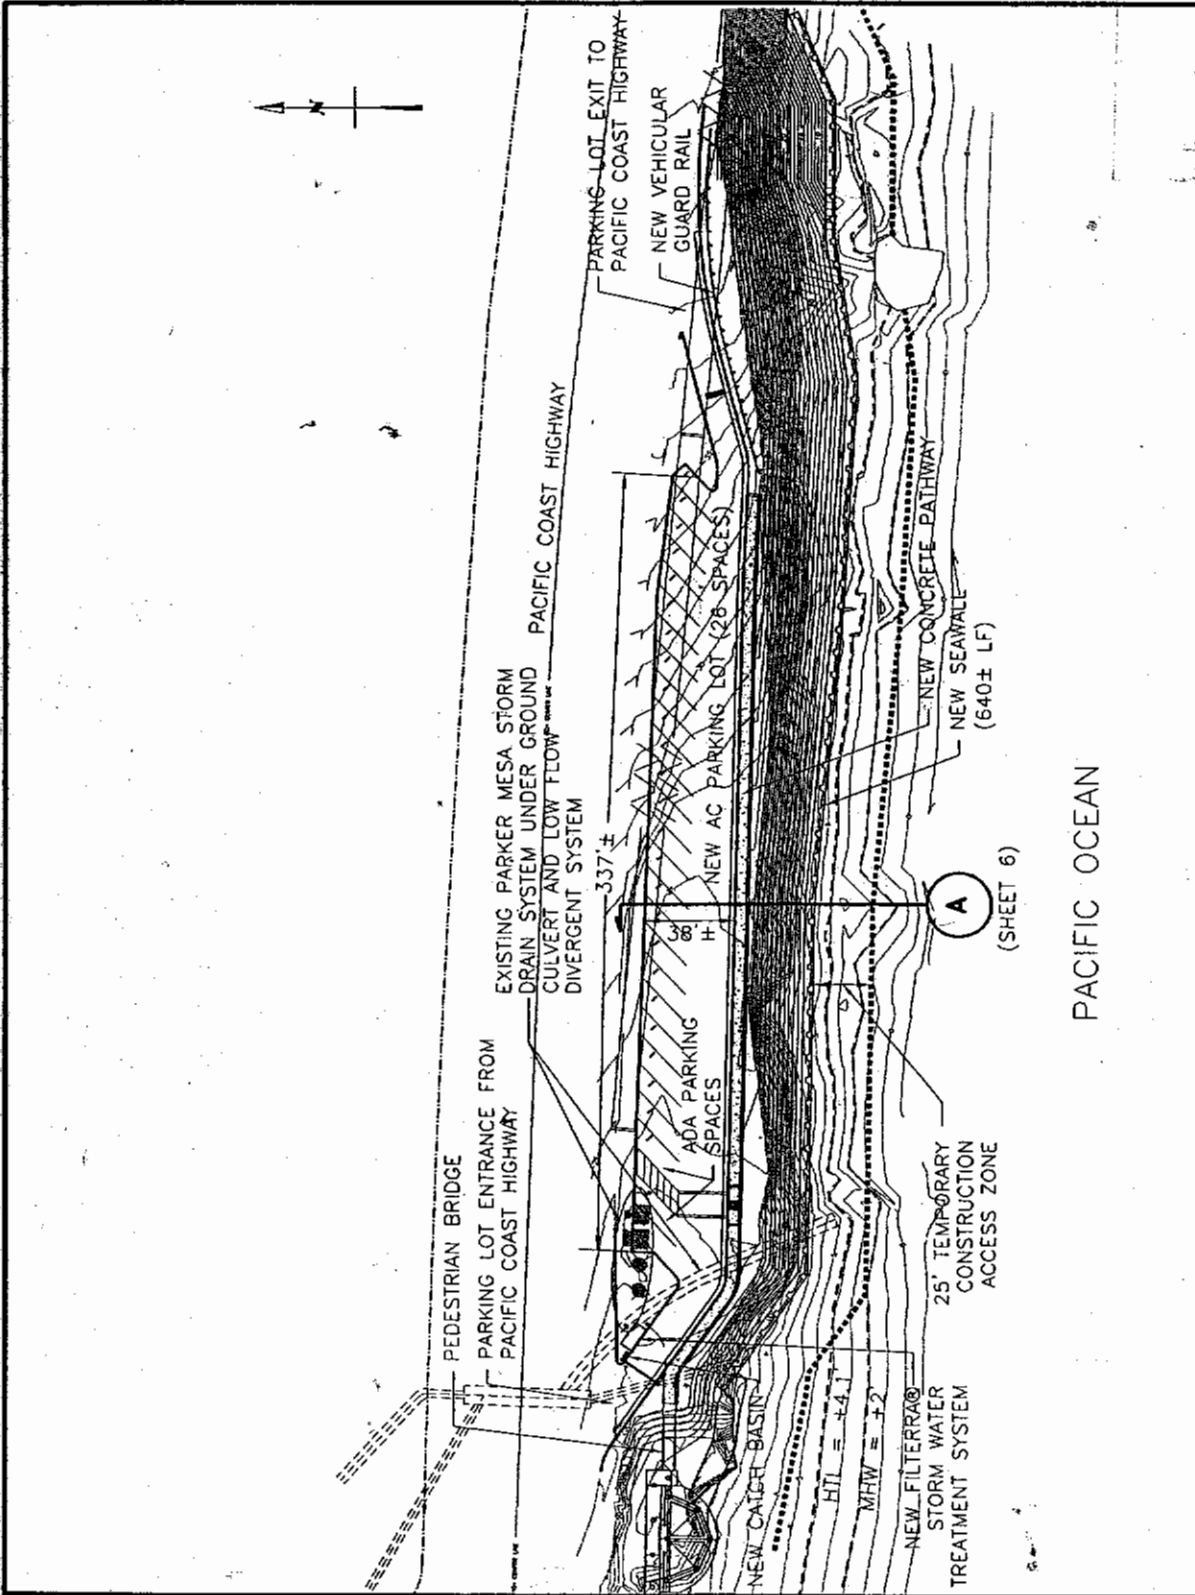 N
PARKING LOT EXIT TO
PACIFIC COAST HIGHWAY
NEW VEHICULAR
GUARD RAIL
PACIFIC COAST HIGHWAY
EXISTING PARKER MESA STORM
DRAIN SYSTEM UNDER GROUND
CULVERT AND LOW FLOW
DIVERGENT SYSTEM
PEDESTRIAN BRIDGE
PARKING LOT ENTRANCE FROM
PACIFIC COAST HIGHWAY
337'±
38'±
NEW AC PARKING LOT (28 SPACES)
ADA PARKING
SPACES
NEW CONCRETE PATHWAY
NEW SEAWALL
(640± LF)
A
(SHEET 6)
25' TEMPORARY
CONSTRUCTION
ACCESS ZONE
NEW CATCH BASIN
HTL = +4.1'
MHW = +2'
NEW FILTERRA®
STORM WATER
TREATMENT SYSTEM
PACIFIC OCEAN